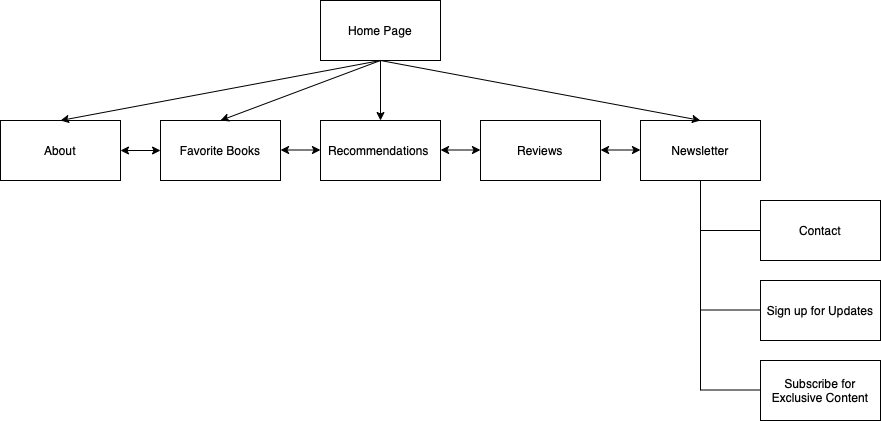 Home Page
About
Favorite Books
Recommendations
Reviews
Newsletter
Contact
Sign up for Updates
Subscribe for
Exclusive Content